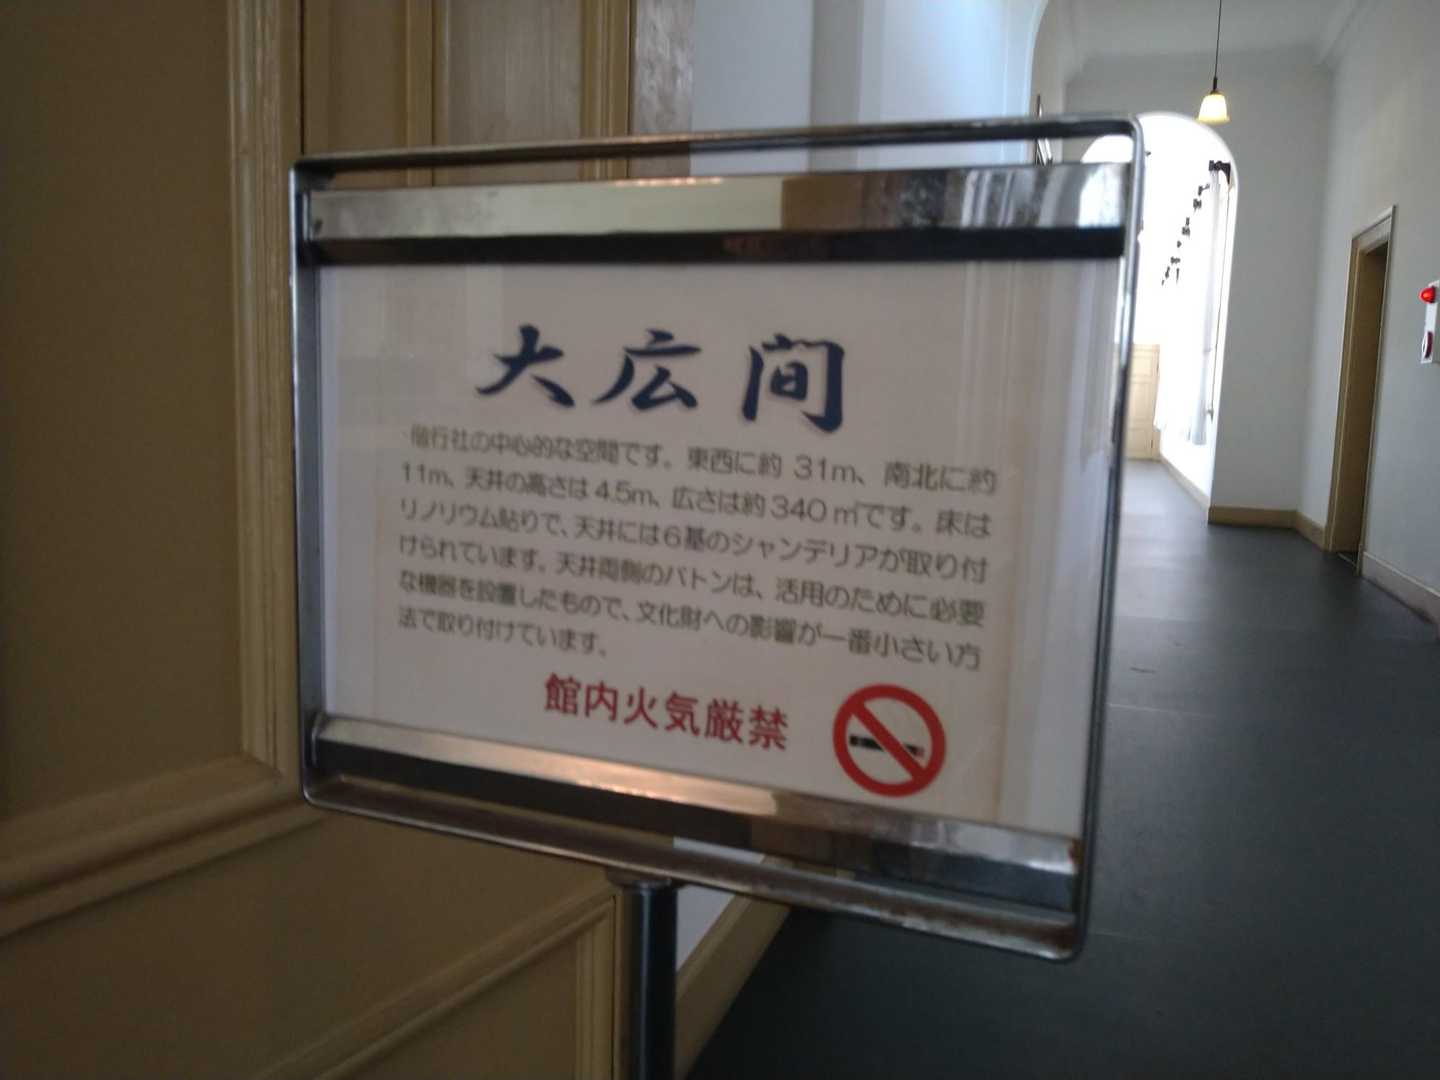 大広間
偕行社の中心的な空間です。東西に約 31m、南北に約
11m、天井の高さは 4.5m、広さは約 340 ㎡です。床は
リノリウム貼りで、天井には6基のシャンデリアが取り付
けられています。天井両側のバトンは、活用のために必要
な機器を設置したもので、文化財への影響が一番小さい方
法で取り付けています。
館内火気厳禁